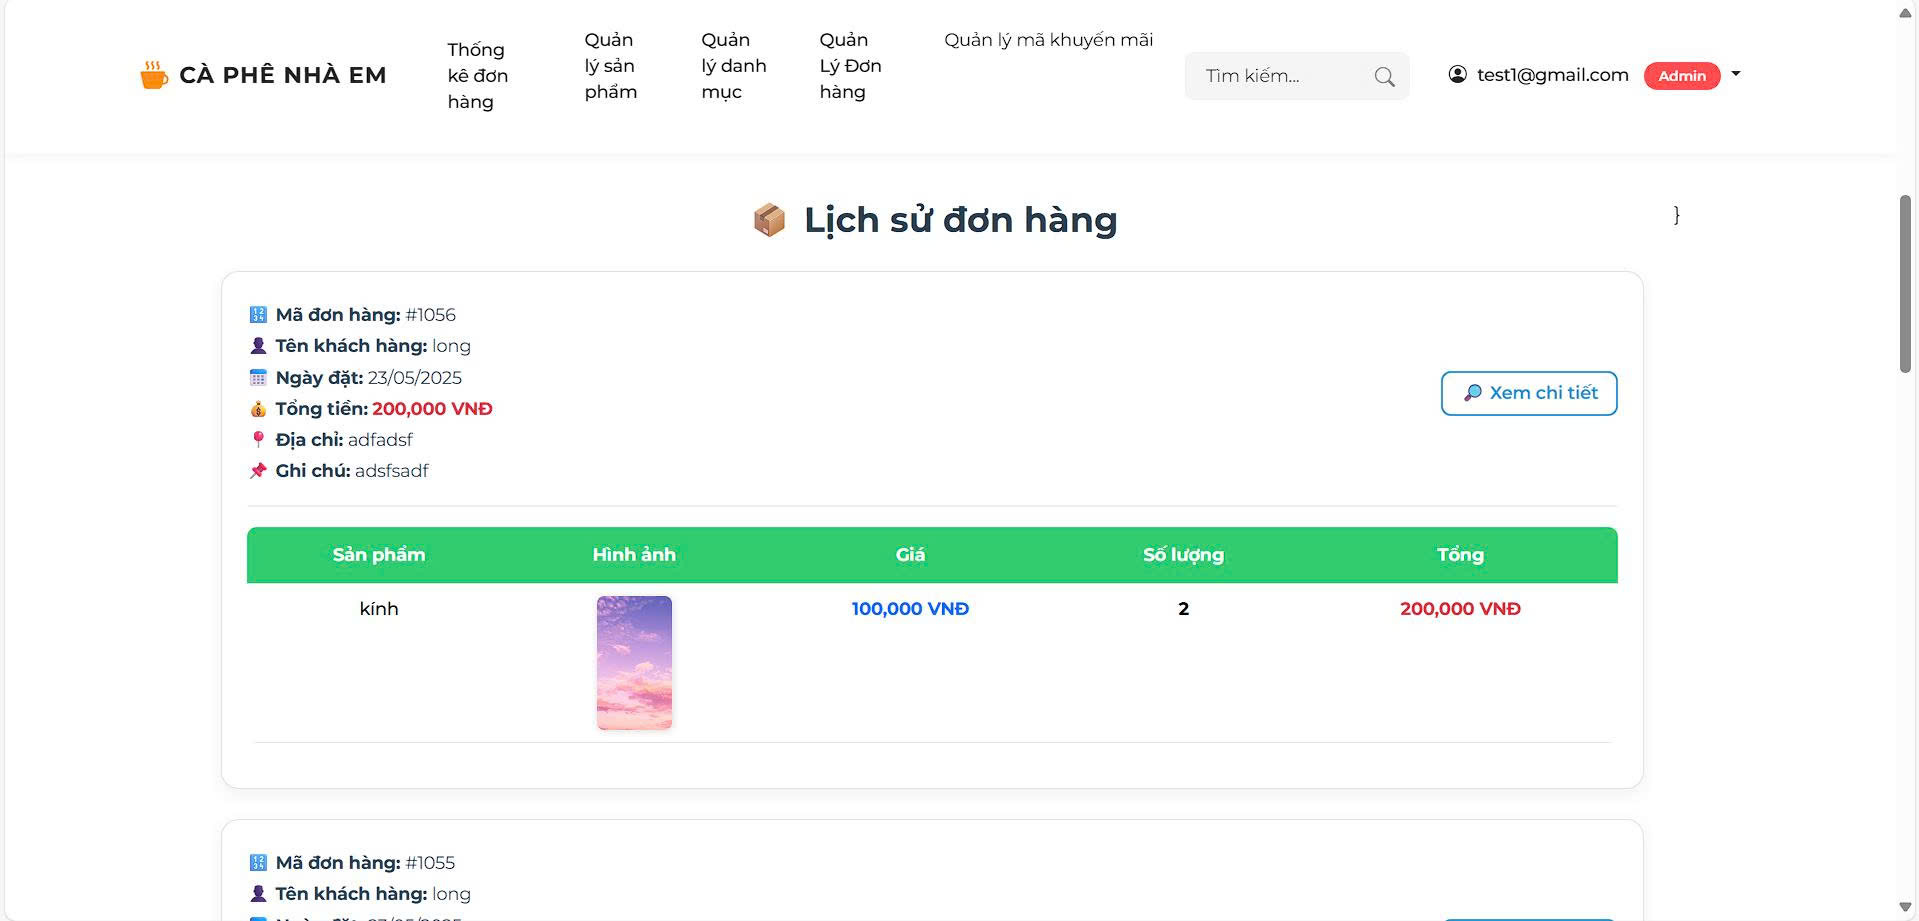 CÀ PHÊ NHÀ EM
Thống
kê đơn
hàng
Quản
lý sản
phẩm
Quản
lý danh
mục
Quản
Lý Đơn
hàng
Quản lý mã khuyến mãi
Tìm kiếm...
test1@gmail.com
Admin
Lịch sử đơn hàng
}
Mã đơn hàng: #1056
Tên khách hàng: long
Ngày đặt: 23/05/2025
Tổng tiền: 200,000 VNĐ
Địa chỉ: adfadsf
Ghi chú: adsfsadf
Xem chi tiết
Sản phẩm Hình ảnh Giá Số lượng Tổng
kính 100,000 VNĐ 2 200,000 VNĐ
Mã đơn hàng: #1055
Tên khách hàng: long